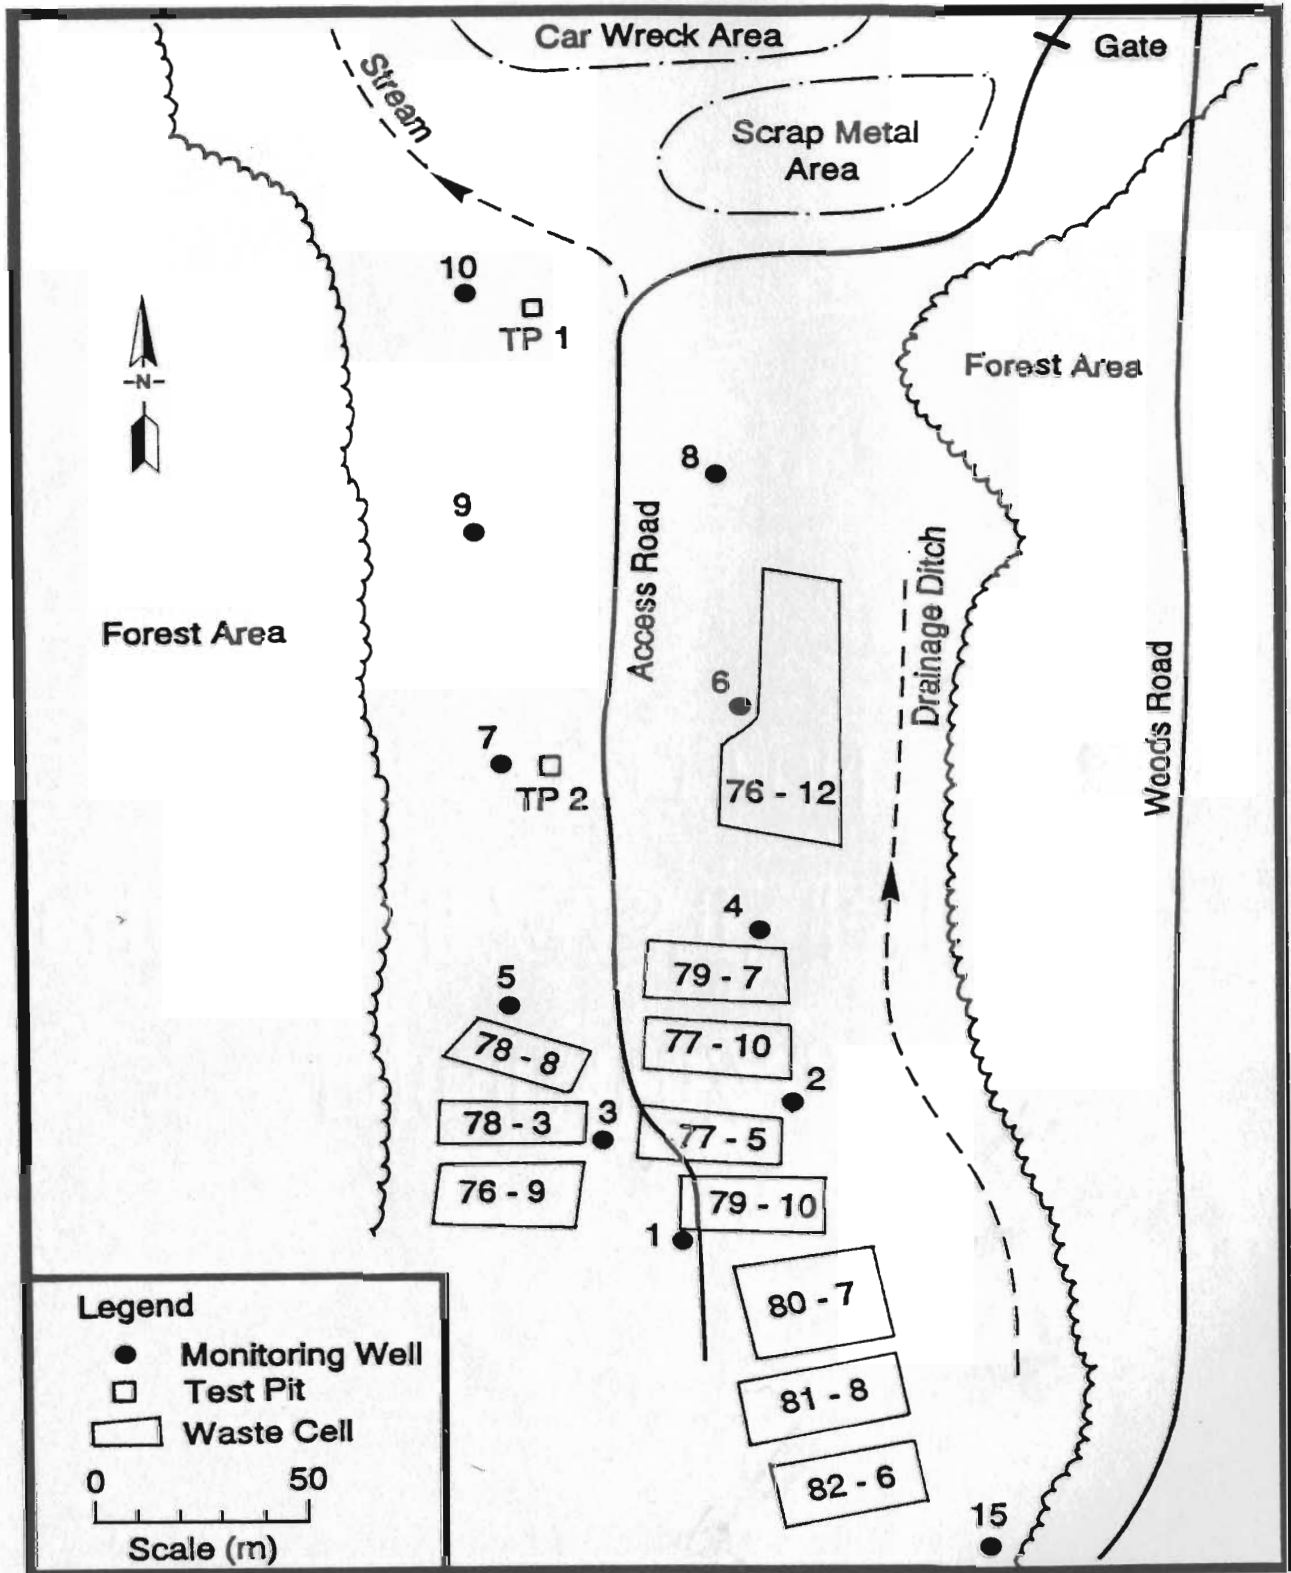 Car Wreck Area
Gate
Stream
Scrap Metal
Area
10
TP 1
-N-
Forest Area
8
9
Access Road
Drainage Ditch
Forest Area
6
Woods Road
7
TP 2
76 - 12
4
79 - 7
5
78 - 8
77 - 10
2
78 - 3
3
77 - 5
76 - 9
79 - 10
1
80 - 7
Legend
Monitoring Well
Test Pit
Waste Cell
0 50
Scale (m)
81 - 8
82 - 6
15